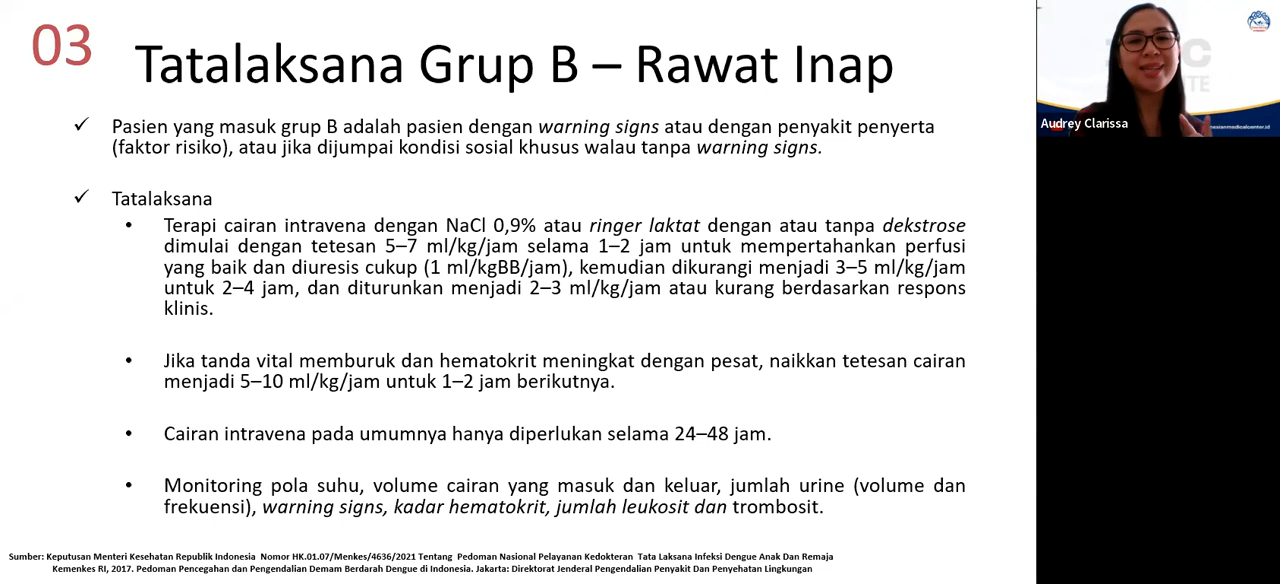 03
Tatalaksana Grup B – Rawat Inap
✓ Pasien yang masuk grup B adalah pasien dengan warning signs atau dengan penyakit penyerta
(faktor risiko), atau jika dijumpai kondisi sosial khusus walau tanpa warning signs.
✓ Tatalaksana
• Terapi cairan intravena dengan NaCl 0,9% atau ringer laktat dengan atau tanpa dekstrose
dimulai dengan tetesan 5–7 ml/kg/jam selama 1–2 jam untuk mempertahankan perfusi
yang baik dan diuresis cukup (1 ml/kgBB/jam), kemudian dikurangi menjadi 3–5 ml/kg/jam
untuk 2–4 jam, dan diturunkan menjadi 2–3 ml/kg/jam atau kurang berdasarkan respons
klinis.
• Jika tanda vital memburuk dan hematokrit meningkat dengan pesat, naikkan tetesan cairan
menjadi 5–10 ml/kg/jam untuk 1–2 jam berikutnya.
• Cairan intravena pada umumnya hanya diperlukan selama 24–48 jam.
• Monitoring pola suhu, volume cairan yang masuk dan keluar, jumlah urine (volume dan
frekuensi), warning signs, kadar hematokrit, jumlah leukosit dan trombosit.
Sumber: Keputusan Menteri Kesehatan Republik Indonesia Nomor HK.01.07/Menkes/4636/2021 Tentang Pedoman Nasional Pelayanan Kedokteran Tata Laksana Infeksi Dengue Anak Dan Remaja
Kemenkes RI, 2017. Pedoman Pencegahan dan Pengendalian Demam Berdarah Dengue di Indonesia. Jakarta: Direktorat Jenderal Pengendalian Penyakit Dan Penyehatan Lingkungan
Audrey Clarissa